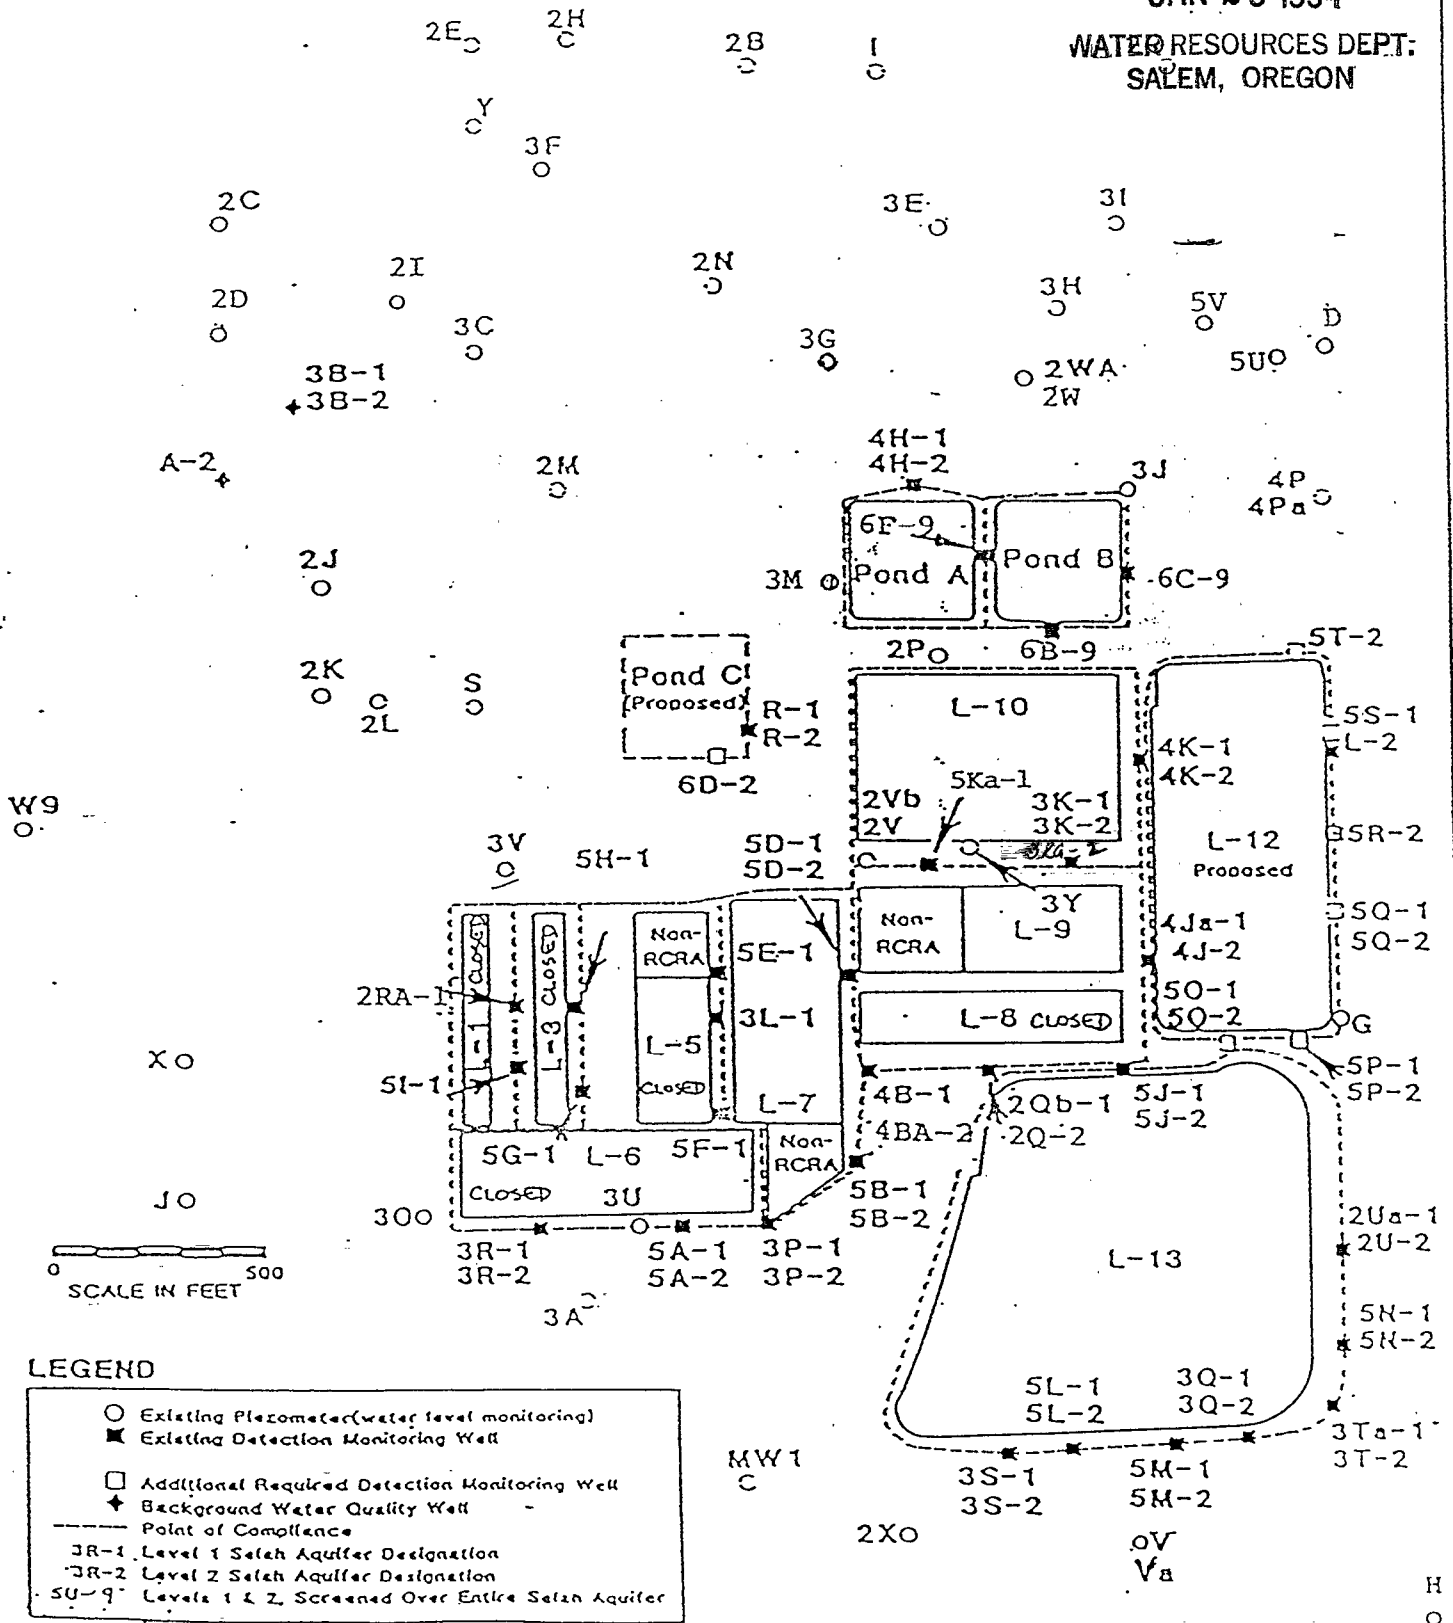 WATER RESOURCES DEPT.
SALEM, OREGON
2E
2H
2B
I
Y
3F
2C
3E
3I
2I
2N
2D
3H
5V
D
3C
3G
5U
3B-1
3B-2
2WA
2W
A-2
2M
4H-1
4H-2
3J
4P
4Pa
6F-9
2J
3M
Pond A
Pond B
6C-9
2P
6B-9
5T-2
2K
2L
S
Pond C
(Proposed)
R-1
R-2
6D-2
L-10
5S-1
L-2
4K-1
4K-2
W9
5Ka-1
2Vb
2V
3K-1
3K-2
5R-2
L-12
Proposed
3V
5H-1
5D-1
5D-2
3Y
Non-
RCRA
5E-1
Non-
RCRA
L-9
4Ja-1
4J-2
5Q-1
5Q-2
2RA-1
L-1 CLOSED
L-3 CLOSED
3L-1
L-5
CLOSED
L-8 CLOSED
5O-1
5O-2
G
XO
5I-1
L-7
4B-1
4BA-2
2Qb-1
2Q-2
5J-1
5J-2
5P-1
5P-2
5G-1
L-6
5F-1
Non-
RCRA
CLOSED
3U
5B-1
5B-2
J
3O
3R-1
3R-2
5A-1
5A-2
3P-1
3P-2
L-13
2Ua-1
2U-2
0 500
SCALE IN FEET
3A
5N-1
5N-2
5L-1
5L-2
3Q-1
3Q-2
3Ta-1
3T-2
MW1
3S-1
3S-2
5M-1
5M-2
2X
V
Va
H
LEGEND
Existing Piezometer(water level monitoring)
Existing Detection Monitoring Well
Additional Required Detection Monitoring Well
Background Water Quality Well
Point of Compliance
3R-1 Level 1 Selah Aquifer Designation
3R-2 Level 2 Selah Aquifer Designation
5U-9 Levels 1 & 2, Screened Over Entire Selah Aquifer